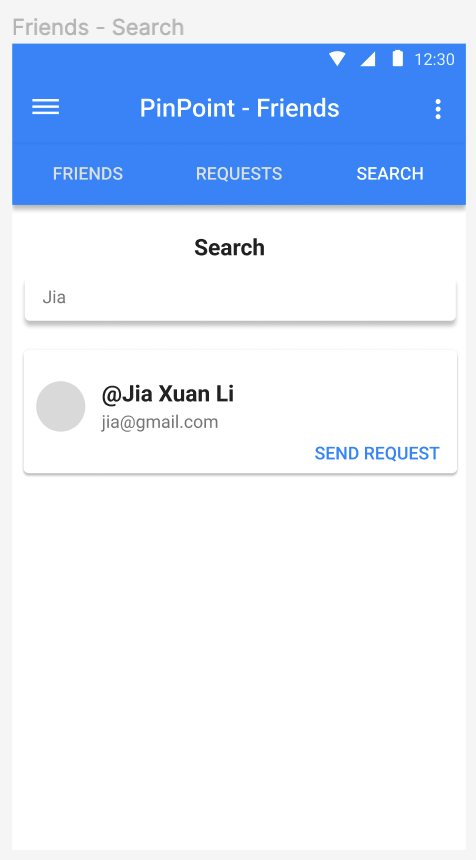 Friends - Search
12:30
PinPoint - Friends
FRIENDS REQUESTS SEARCH
Search
Jia
@Jia Xuan Li
jia@gmail.com
SEND REQUEST